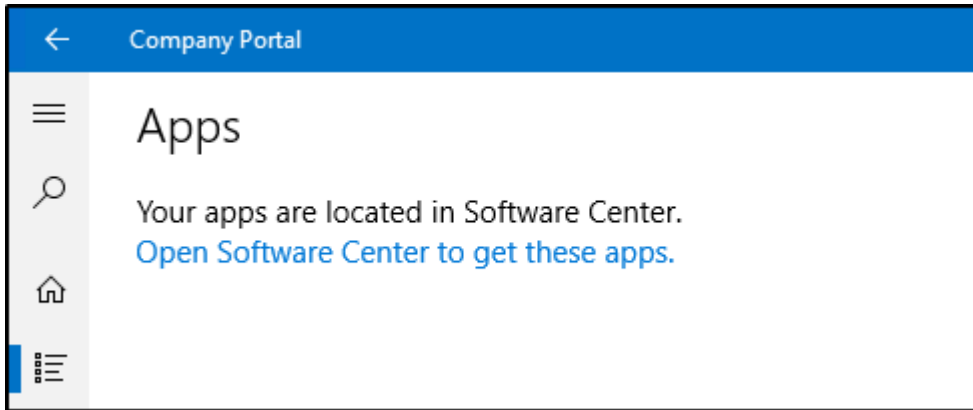 Company Portal
Apps
Your apps are located in Software Center.
Open Software Center to get these apps.